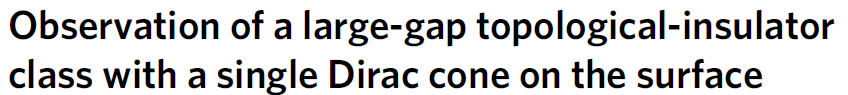 Observation of a large-gap topological-insulator
class with a single Dirac cone on the surface